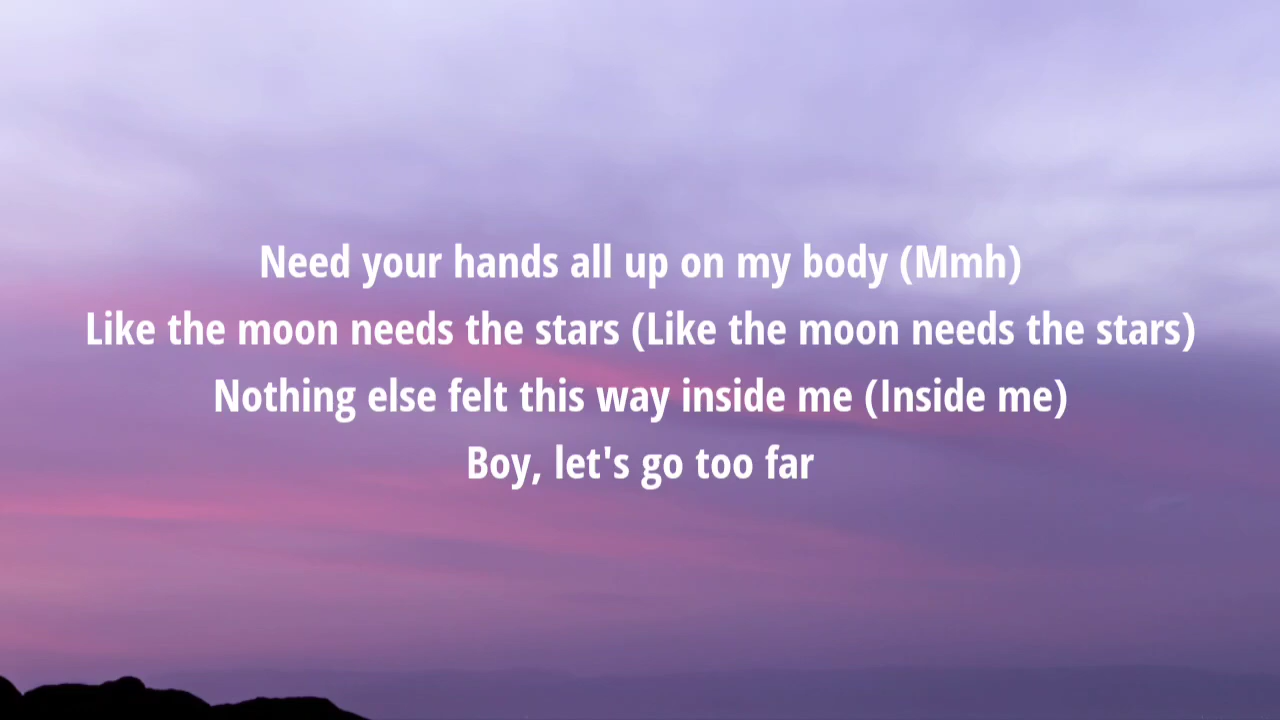 Need your hands all up on my body (Mmh)
Like the moon needs the stars (Like the moon needs the stars)
Nothing else felt this way inside me (Inside me)
Boy, let's go too far